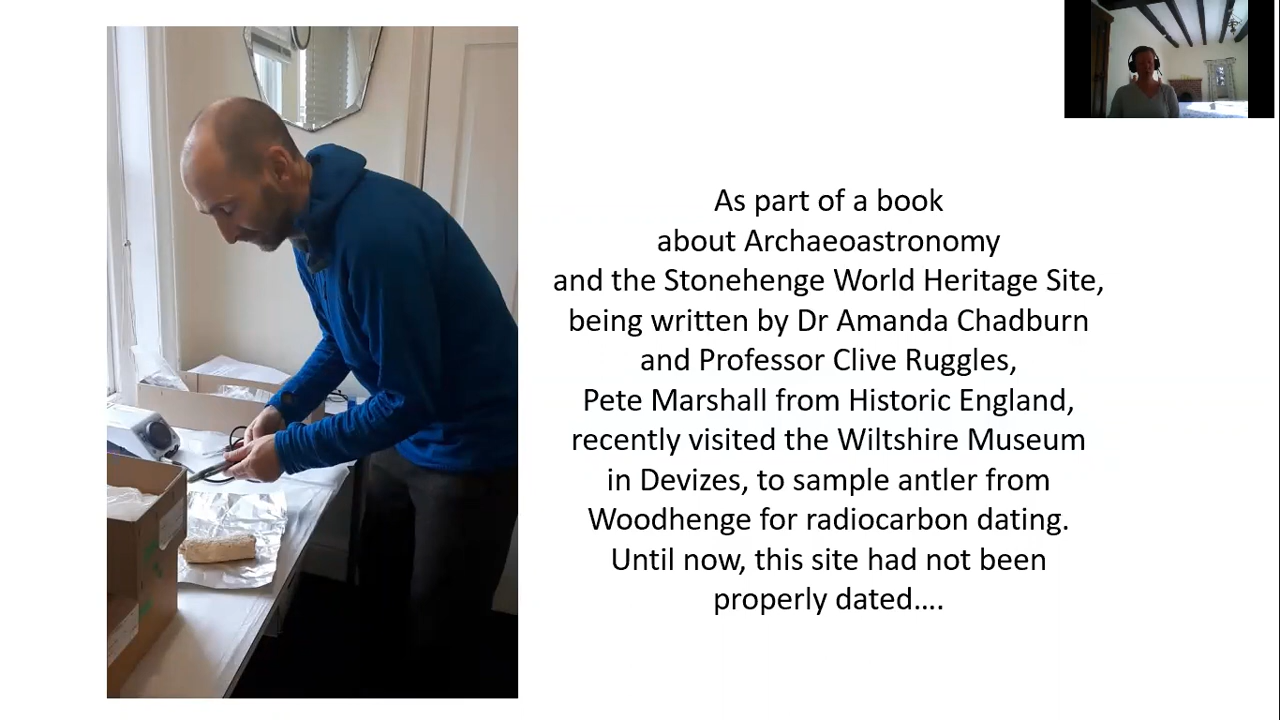 As part of a book
about Archaeoastronomy
and the Stonehenge World Heritage Site,
being written by Dr Amanda Chadburn
and Professor Clive Ruggles,
Pete Marshall from Historic England,
recently visited the Wiltshire Museum
in Devizes, to sample antler from
Woodhenge for radiocarbon dating.
Until now, this site had not been
properly dated....